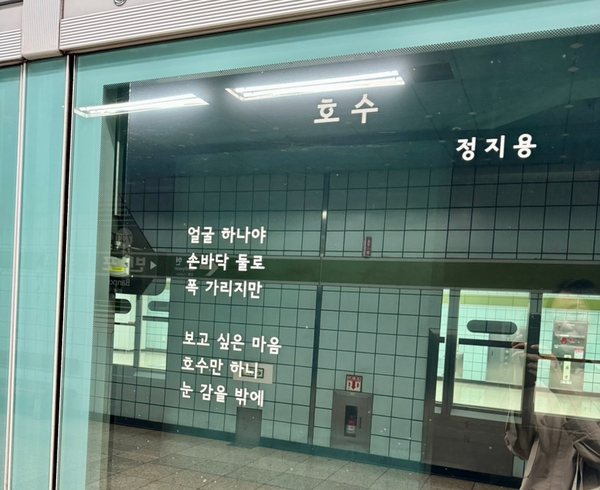 호수
정지용
얼굴 하나야
손바닥 둘로
폭 가리지만
보고 싶은 마음
호수만 하니
눈 감을 밖에